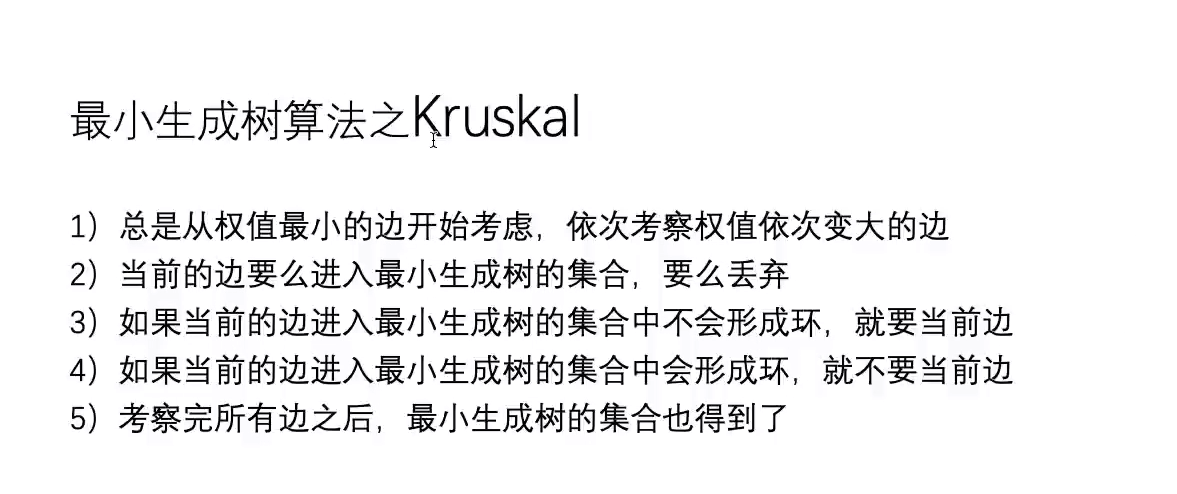 最小生成树算法之Kruskal
1）总是从权值最小的边开始考虑，依次考察权值依次变大的边
2）当前的边要么进入最小生成树的集合，要么丢弃
3）如果当前的边进入最小生成树的集合中不会形成环，就要当前边
4）如果当前的边进入最小生成树的集合中会形成环，就不要当前边
5）考察完所有边之后，最小生成树的集合也得到了